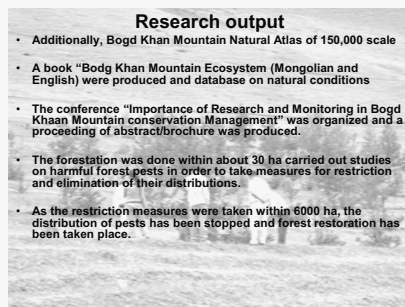 Research output
• Additionally, Bogd Khan Mountain Natural Atlas of 150,000 scale
• A book “Bodg Khan Mountain Ecosystem (Mongolian and
English) were produced and database on natural conditions
• The conference “Importance of Research and Monitoring in Bogd
Khaan Mountain conservation Management” was organized and a
proceeding of abstract/brochure was produced.
• The forestation was done within about 30 ha carried out studies
on harmful forest pests in order to take measures for restriction
and elimination of their distributions.
• As the restriction measures were taken within 6000 ha, the
distribution of pests has been stopped and forest restoration has
been taken place.